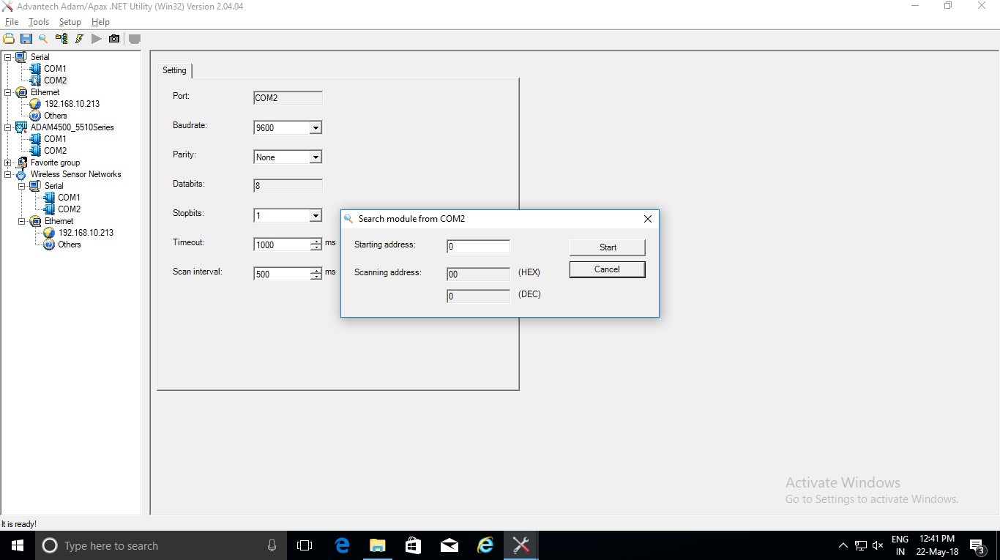 Advantech Adam/Apax .NET Utility (Win32) Version 2.04.04
File Tools Setup Help
Serial
COM1
COM2
Ethernet
192.168.10.213
Others
ADAM4500_5510Series
COM1
COM2
Favorite group
Wireless Sensor Networks
Serial
COM1
COM2
Ethernet
192.168.10.213
Others
Setting
Port: COM2
Baudrate: 9600
Parity: None
Databits: 8
Stopbits: 1
Timeout: 1000 ms
Scan interval: 500 ms
Search module from COM2
Starting address: 0 Start
Scanning address: 00 (HEX) Cancel
0 (DEC)
Activate Windows
Go to Settings to activate Windows.
It is ready!
Type here to search
ENG
IN
12:41 PM
22-May-18
3